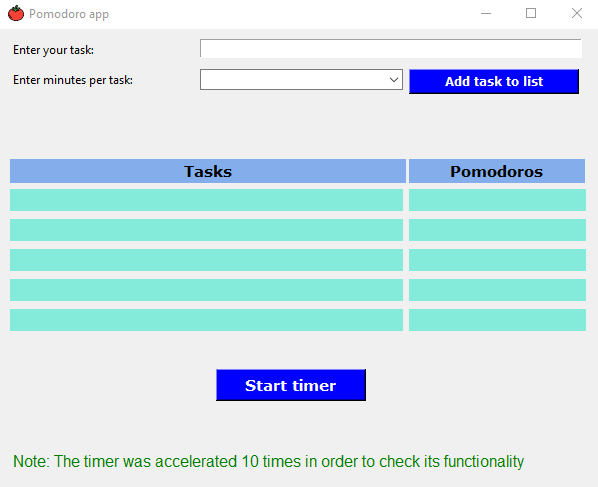 Pomodoro app
Enter your task:
Enter minutes per task:
Add task to list
Tasks Pomodoros
Start timer
Note: The timer was accelerated 10 times in order to check its functionality